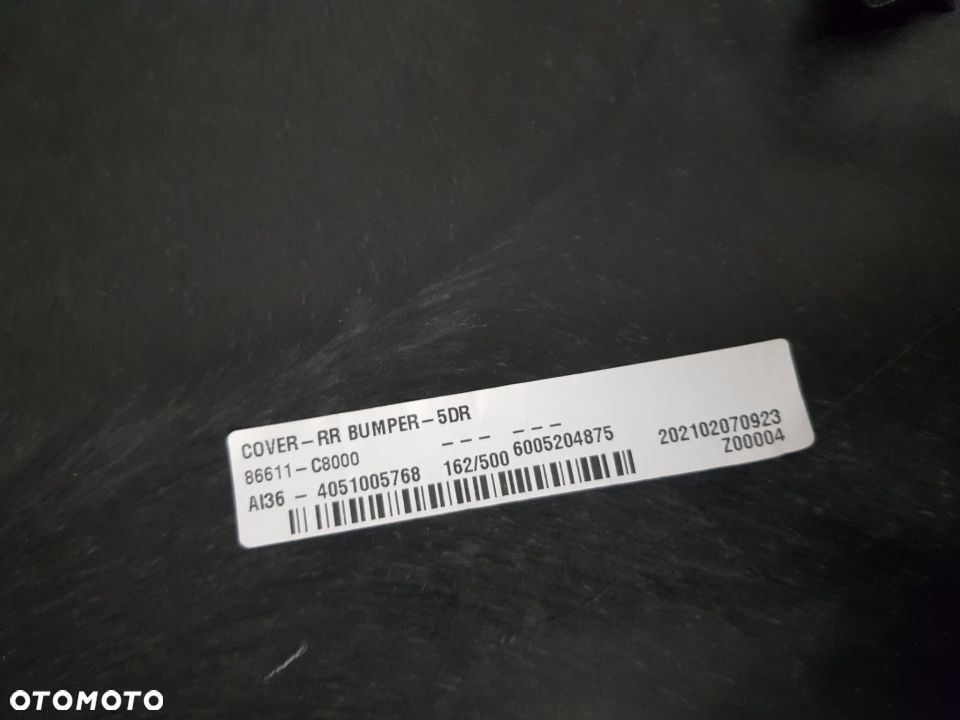 COVER-RR BUMPER-5DR
86611-C8000 --- ---
AI36 - 4051005768 162/500 6005204875 202102070923
Z00004
OTOMOTO